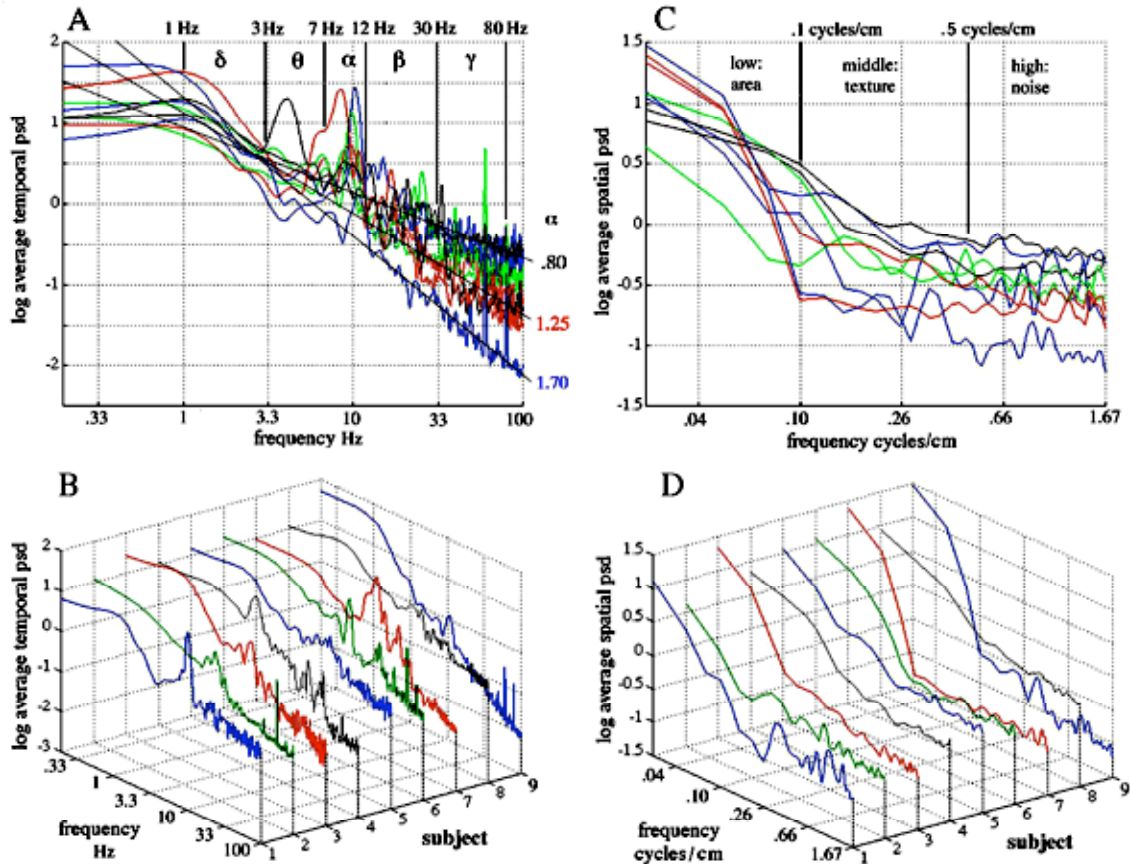 A
1 Hz 3 Hz 7 Hz 12 Hz 30 Hz 80 Hz
δ θ α β γ
log average temporal psd
2
1
0
-1
-2
α
.80
1.25
1.70
.33 1 3.3 10 33 100
frequency Hz
C
.1 cycles/cm .5 cycles/cm
low: area
middle: texture
high: noise
log average spatial psd
1.5
1
0.5
0
-0.5
-1
-1.5
.04 .10 .26 .66 1.67
frequency cycles/cm
B
log average temporal psd
2
1
0
-1
-2
-3
.33 1 3.3 10 33 100
frequency Hz
1 2 3 4 5 6 7 8 9
subject
D
log average spatial psd
1.5
1
0.5
0
-0.5
-1
-1.5
.04 .10 .26 .66 1.67
frequency cycles/cm
1 2 3 4 5 6 7 8 9
subject